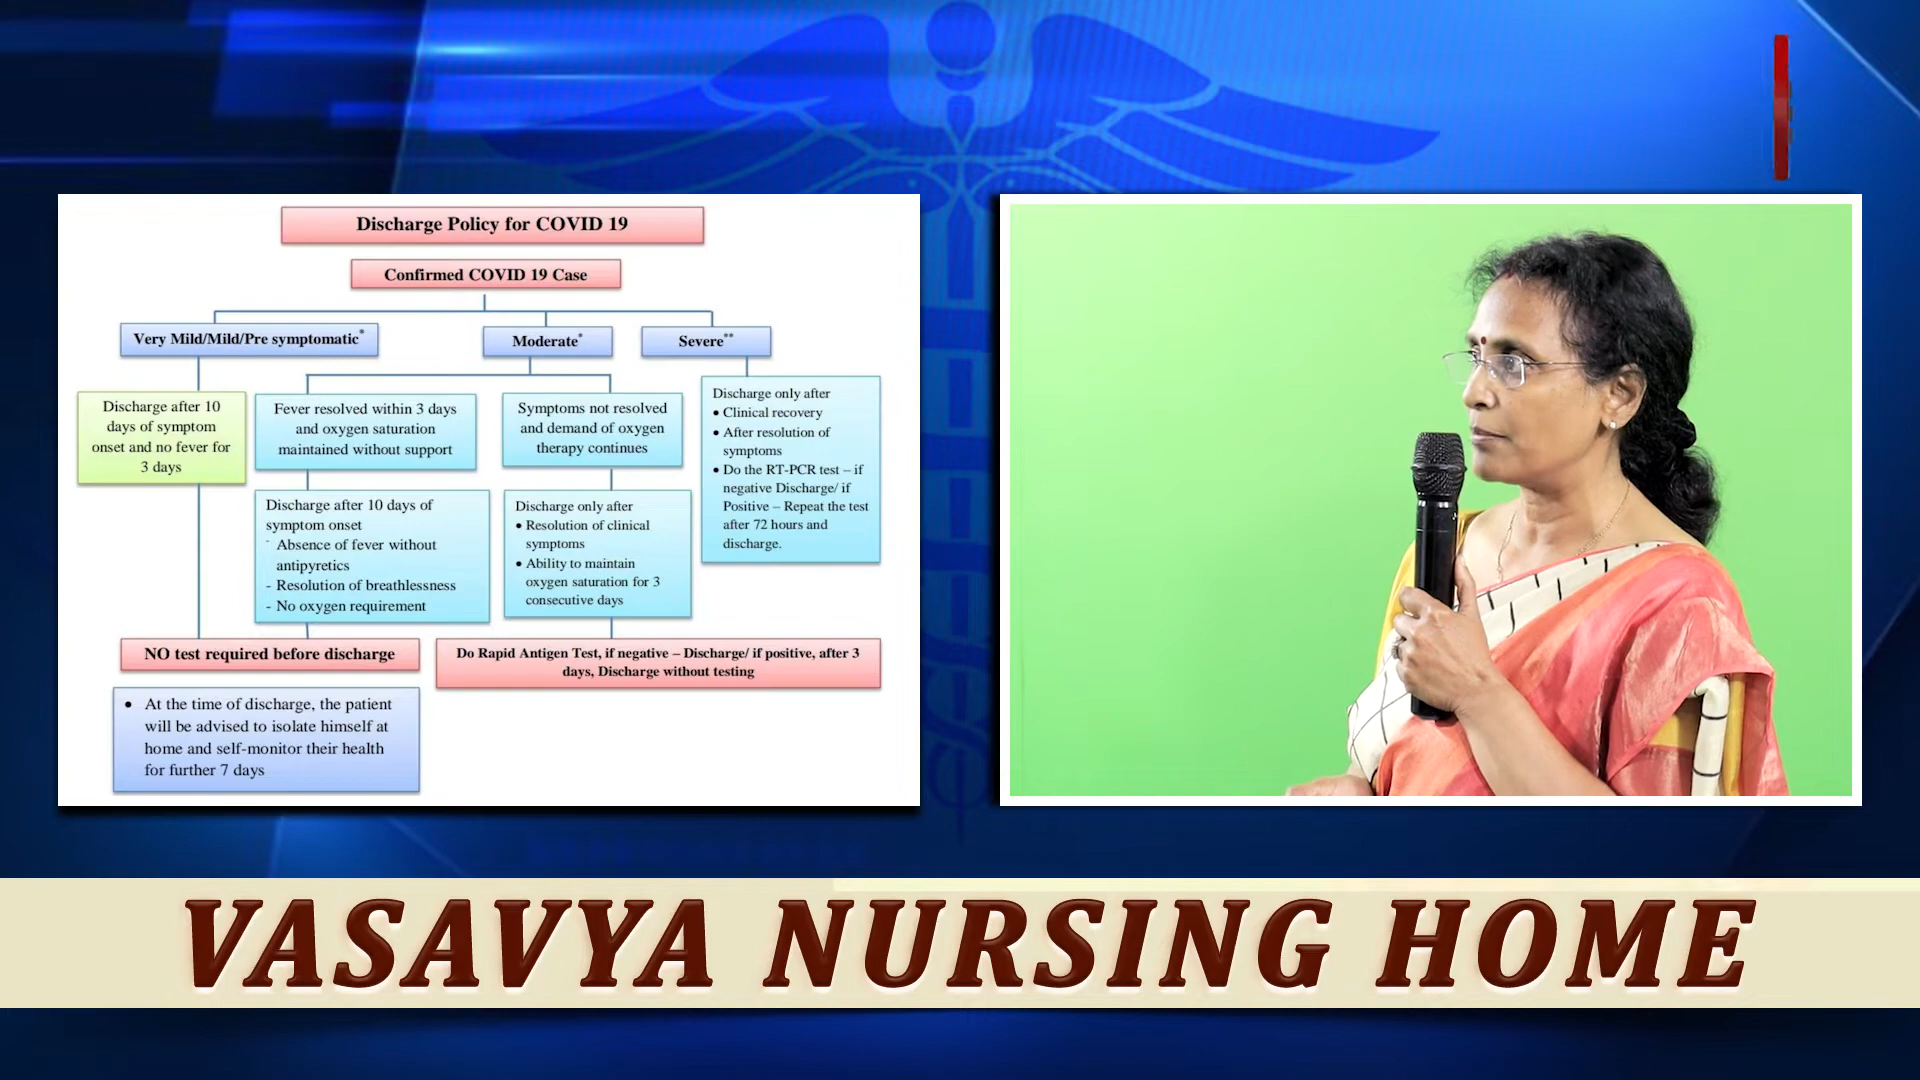 Discharge Policy for COVID 19
Confirmed COVID 19 Case
Very Mild/Mild/Pre symptomatic*
Moderate*
Severe**
Discharge after 10
days of symptom
onset and no fever for
3 days
Fever resolved within 3 days
and oxygen saturation
maintained without support
Symptoms not resolved
and demand of oxygen
therapy continues
Discharge only after
• Clinical recovery
• After resolution of
symptoms
• Do the RT-PCR test – if
negative Discharge/ if
Positive – Repeat the test
after 72 hours and
discharge.
Discharge after 10 days of
symptom onset
- Absence of fever without
antipyretics
- Resolution of breathlessness
- No oxygen requirement
Discharge only after
• Resolution of clinical
symptoms
• Ability to maintain
oxygen saturation for 3
consecutive days
NO test required before discharge
Do Rapid Antigen Test, if negative – Discharge/ if positive, after 3
days, Discharge without testing
• At the time of discharge, the patient
will be advised to isolate himself at
home and self-monitor their health
for further 7 days
VASAVYA NURSING HOME